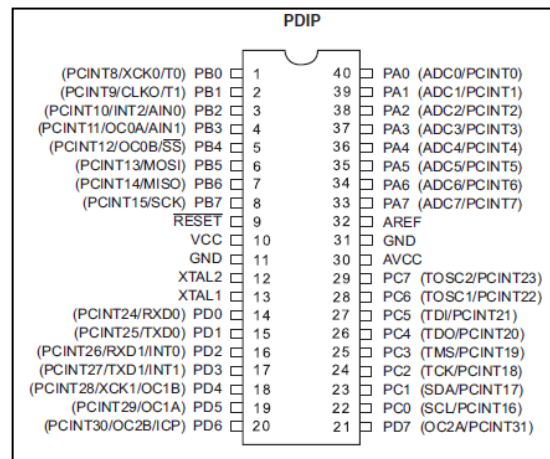 PDIP
(PCINT8/XCK0/T0) PB0 1 40 PA0 (ADC0/PCINT0)
(PCINT9/CLKO/T1) PB1 2 39 PA1 (ADC1/PCINT1)
(PCINT10/INT2/AIN0) PB2 3 38 PA2 (ADC2/PCINT2)
(PCINT11/OC0A/AIN1) PB3 4 37 PA3 (ADC3/PCINT3)
(PCINT12/OC0B/SS) PB4 5 36 PA4 (ADC4/PCINT4)
(PCINT13/MOSI) PB5 6 35 PA5 (ADC5/PCINT5)
(PCINT14/MISO) PB6 7 34 PA6 (ADC6/PCINT6)
(PCINT15/SCK) PB7 8 33 PA7 (ADC7/PCINT7)
RESET 9 32 AREF
VCC 10 31 GND
GND 11 30 AVCC
XTAL2 12 29 PC7 (TOSC2/PCINT23)
XTAL1 13 28 PC6 (TOSC1/PCINT22)
(PCINT24/RXD0) PD0 14 27 PC5 (TDI/PCINT21)
(PCINT25/TXD0) PD1 15 26 PC4 (TDO/PCINT20)
(PCINT26/RXD1/INT0) PD2 16 25 PC3 (TMS/PCINT19)
(PCINT27/TXD1/INT1) PD3 17 24 PC2 (TCK/PCINT18)
(PCINT28/XCK1/OC1B) PD4 18 23 PC1 (SDA/PCINT17)
(PCINT29/OC1A) PD5 19 22 PC0 (SCL/PCINT16)
(PCINT30/OC2B/ICP) PD6 20 21 PD7 (OC2A/PCINT31)